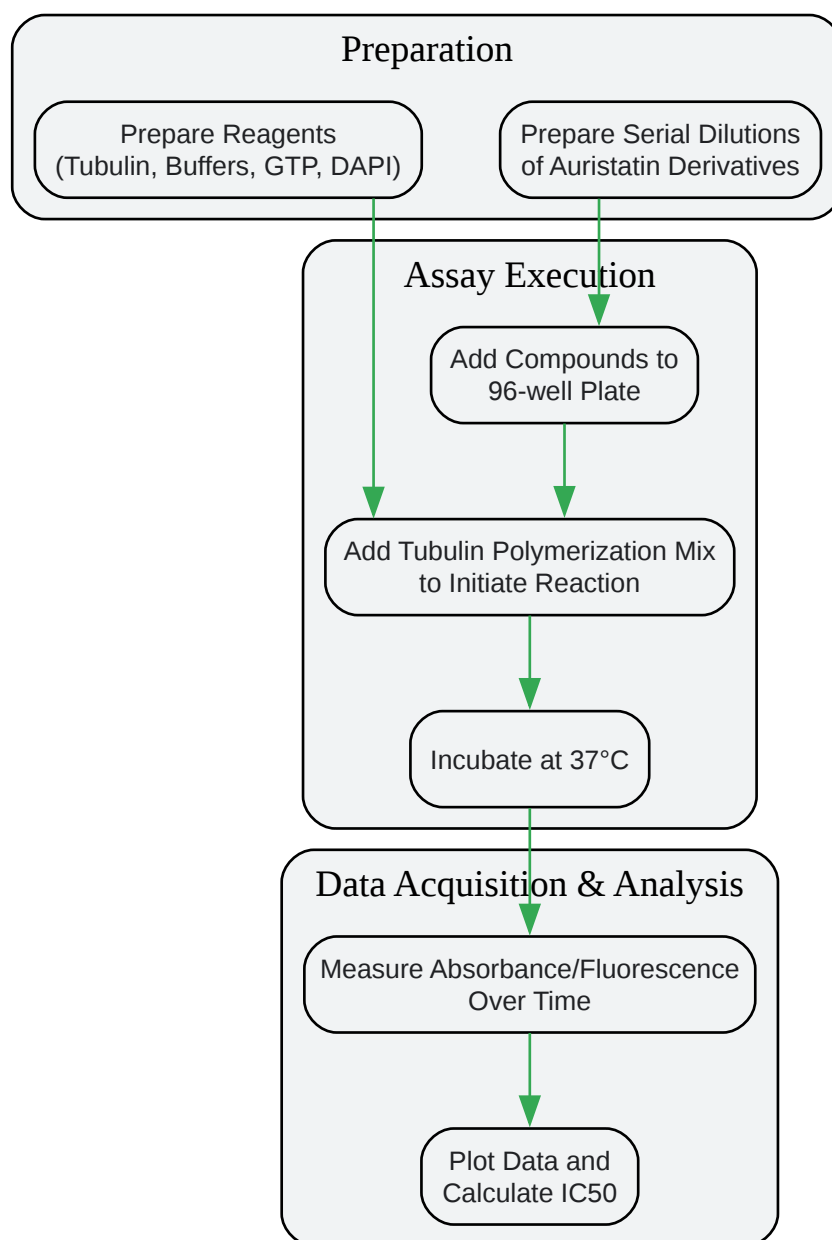 Preparation
Prepare Reagents
(Tubulin, Buffers, GTP, DAPI)
Prepare Serial Dilutions
of Auristatin Derivatives
Assay Execution
Add Compounds to
96-well Plate
Add Tubulin Polymerization Mix
to Initiate Reaction
Incubate at 37°C
Data Acquisition & Analysis
Measure Absorbance/Fluorescence
Over Time
Plot Data and
Calculate IC50